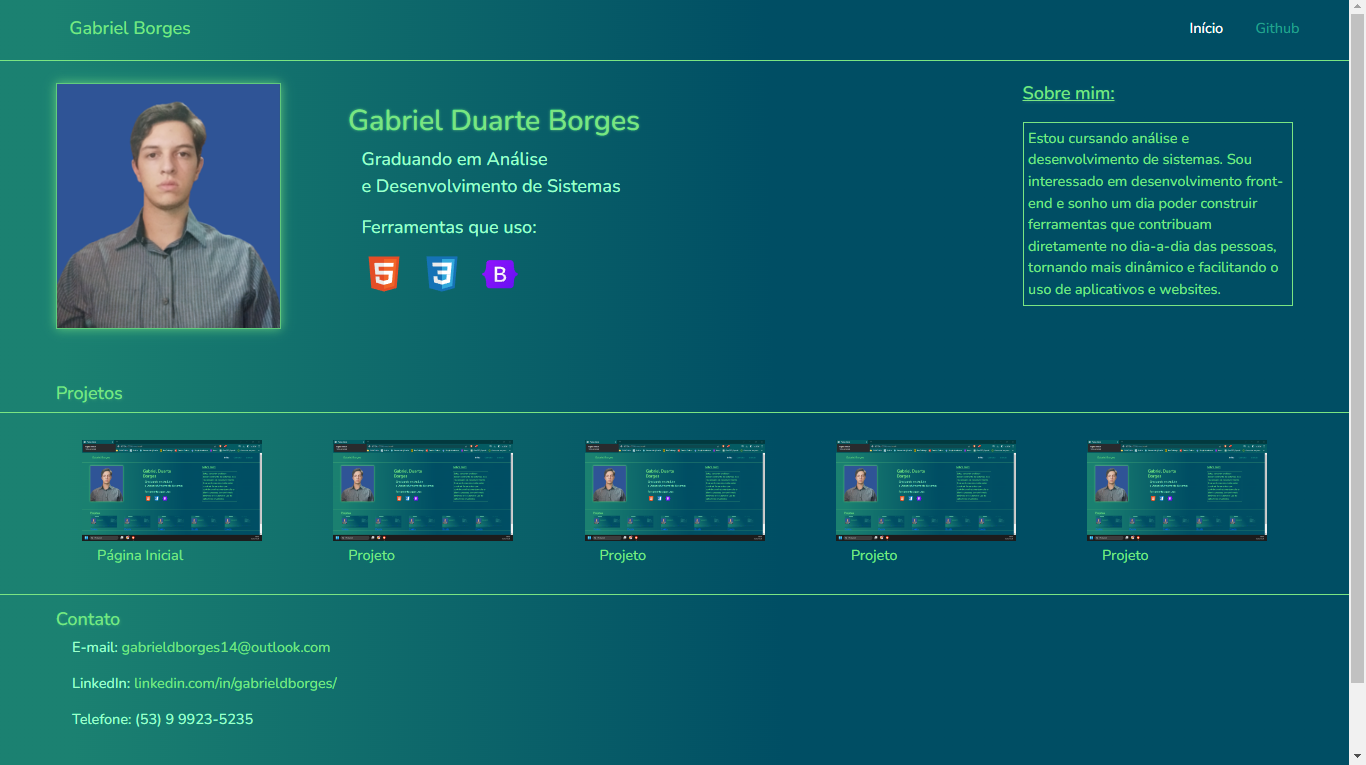 Gabriel Borges
Início
Github
Gabriel Duarte Borges
Graduando em Análise
e Desenvolvimento de Sistemas
Ferramentas que uso:
5
3
B
Sobre mim:
Estou cursando análise e
desenvolvimento de sistemas. Sou
interessado em desenvolvimento front-
end e sonho um dia poder construir
ferramentas que contribuam
diretamente no dia-a-dia das pessoas,
tornando mais dinâmico e facilitando o
uso de aplicativos e websites.
Projetos
Página Inicial
Projeto
Projeto
Projeto
Projeto
Contato
E-mail: gabrieldborges14@outlook.com
LinkedIn: linkedin.com/in/gabrieldborges/
Telefone: (53) 9 9923-5235